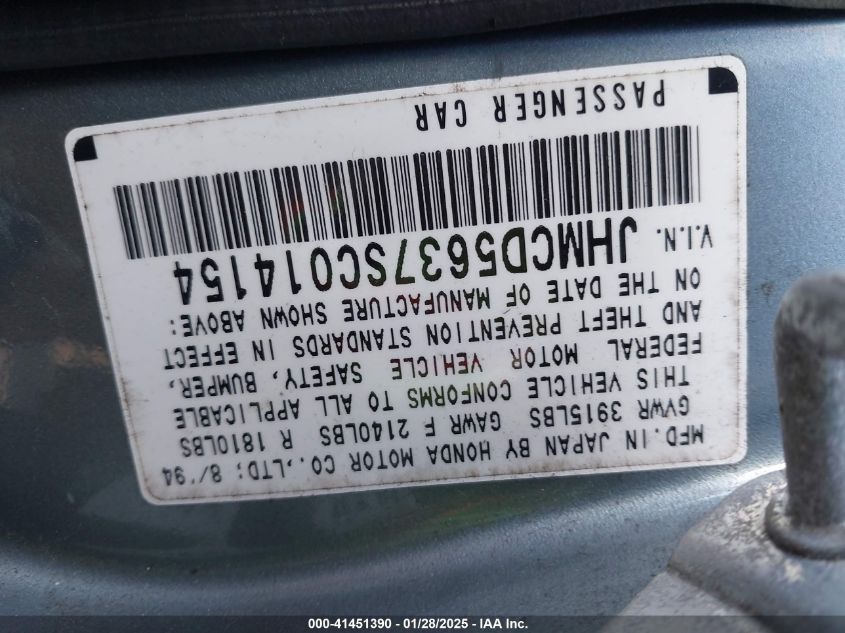 MFD.IN JAPAN BY HONDA MOTOR CO.,LTD: 8/'94
GVWR 3915LBS GAWR F 2140LBS R 1810LBS
THIS VEHICLE CONFORMS TO ALL APPLICABLE
FEDERAL MOTOR VEHICLE SAFETY, BUMPER,
AND THEFT PREVENTION STANDARDS IN EFFECT
ON THE DATE OF MANUFACTURE SHOWN ABOVE:
V.I.N. JHMCD5637SC014154
PASSENGER CAR
000-41451390 | 01/28/2025 - IAA Inc.